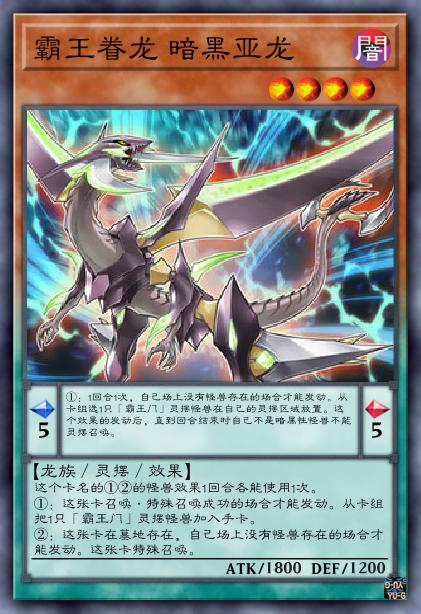 霸王眷龙 暗黑亚龙
闇
①：1回合1次，自己场上没有怪兽存在的场合才能发动。从
卡组选1只「霸王门」灵摆怪兽在自己的灵摆区域放置。这
个效果的发动后，直到回合结束时自己不是暗属性怪兽不能
灵摆召唤。
5
5
【龙族／灵摆／效果】
这个卡名的①②的怪兽效果1回合各能使用1次。
①：这张卡召唤·特殊召唤成功的场合才能发动。从卡组
把1只「霸王门」灵摆怪兽加入手卡。
②：这张卡在墓地存在，自己场上没有怪兽存在的场合才
能发动。这张卡特殊召唤。
ATK/1800 DEF/1200